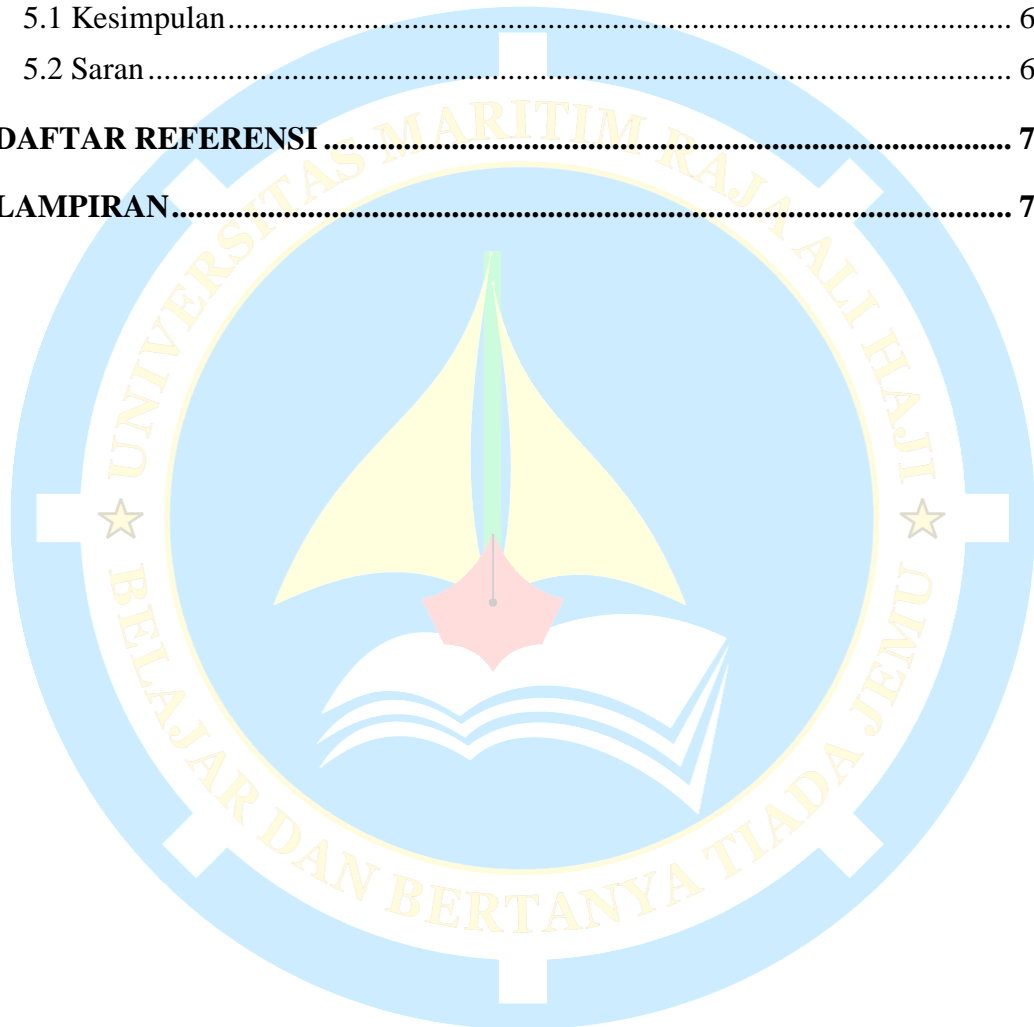 5.1 Kesimpulan.......................................................................................................... 6
5.2 Saran.................................................................................................................... 6
DAFTAR REFERENSI.......................................................................................... 7
LAMPIRAN............................................................................................................. 7
UNIVERSITAS MARITIM RAJA ALI HAJI
BELAJAR DAN BERTANYA TIADA JEMU